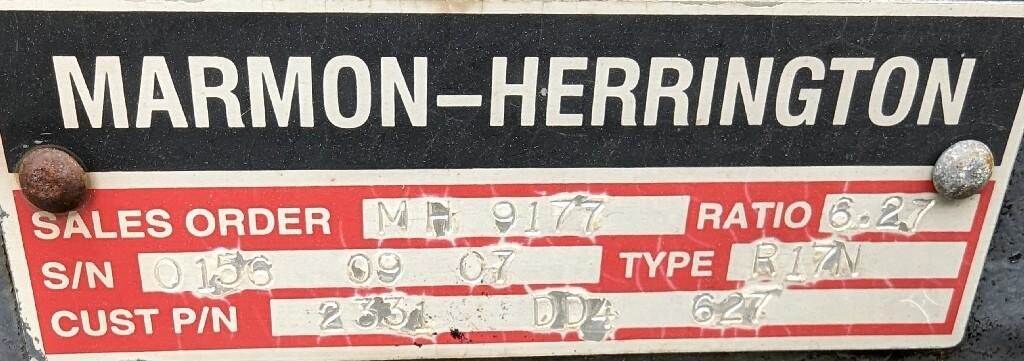 MARMON-HERRINGTON
SALES ORDER MH 9177 RATIO 6.27
S/N 0156 09 07 TYPE R17N
CUST P/N 2331 DD4 627